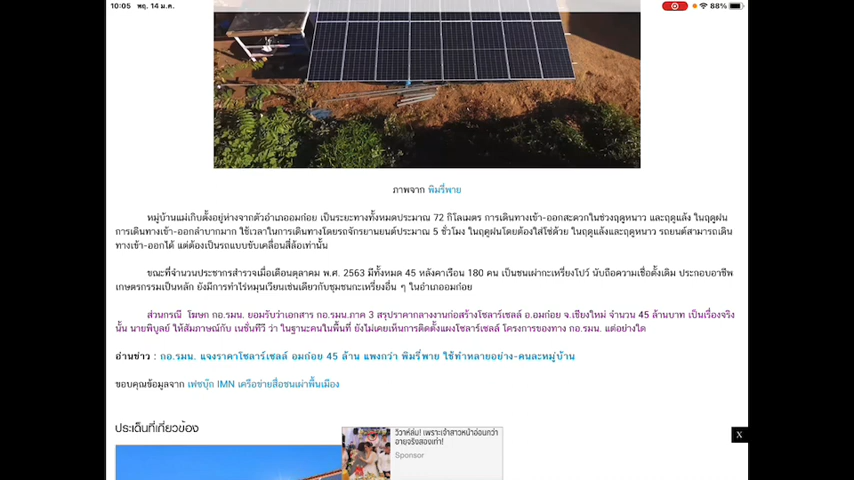 10:05 พฤ. 14 ม.ค.
88%
ภาพจาก พิมรี่พาย
หมู่บ้านแม่เกิบตั้งอยู่ห่างจากตัวอำเภออมก๋อย เป็นระยะทางทั้งหมดประมาณ 72 กิโลเมตร การเดินทางเข้า-ออกสะดวกในช่วงฤดูหนาว และฤดูแล้ง ในฤดูฝน
การเดินทางเข้า-ออกลำบากมาก ใช้เวลาในการเดินทางโดยรถจักรยานยนต์ประมาณ 5 ชั่วโมง ในฤดูฝนโดยต้องใส่โซ่ด้วย ในฤดูแล้งและฤดูหนาว รถยนต์สามารถเดิน
ทางเข้า-ออกได้ แต่ต้องเป็นรถแบบขับเคลื่อนสี่ล้อเท่านั้น
ขณะที่จำนวนประชากรสำรวจเมื่อเดือนตุลาคม พ.ศ. 2563 มีทั้งหมด 45 หลังคาเรือน 180 คน เป็นชนเผ่ากะเหรี่ยงโปว์ นับถือความเชื่อดั้งเดิม ประกอบอาชีพ
เกษตรกรรมเป็นหลัก ยังมีการทำไร่หมุนเวียนเช่นเดียวกับชุมชนกะเหรี่ยงอื่น ๆ ในอำเภออมก๋อย
ส่วนกรณี โฆษก กอ.รมน. ยอมรับว่าเอกสาร กอ.รมน.ภาค 3 สรุปราคากลางงานก่อสร้างโซลาร์เซลล์ อ.อมก๋อย จ.เชียงใหม่ จำนวน 45 ล้านบาท เป็นเรื่องจริง
นั้น นายพิบูลย์ ให้สัมภาษณ์กับ เนชั่นทีวี ว่า ในฐานะคนในพื้นที่ ยังไม่เคยเห็นการติดตั้งแผงโซลาร์เซลล์ โครงการของทาง กอ.รมน. แต่อย่างใด
อ่านข่าว : กอ.รมน. แจงราคาโซลาร์เซลล์ อมก๋อย 45 ล้าน แพงกว่า พิมรี่พาย ใช้ทำหลายอย่าง-คนละหมู่บ้าน
ขอบคุณข้อมูลจาก เฟซบุ๊ก IMN เครือข่ายสื่อชนเผ่าพื้นเมือง
ประเด็นที่เกี่ยวข้อง
วิวาห์ล่ม! เพราะเจ้าสาวหน้าอ่อนกว่า
อายุจริงสองเท่า!
Sponsor
X